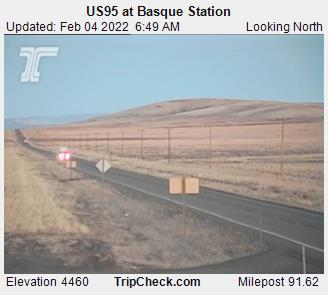 US95 at Basque Station
Updated: Feb 04 2022 6:49 AM Looking North
Elevation 4460 TripCheck.com Milepost 91.62